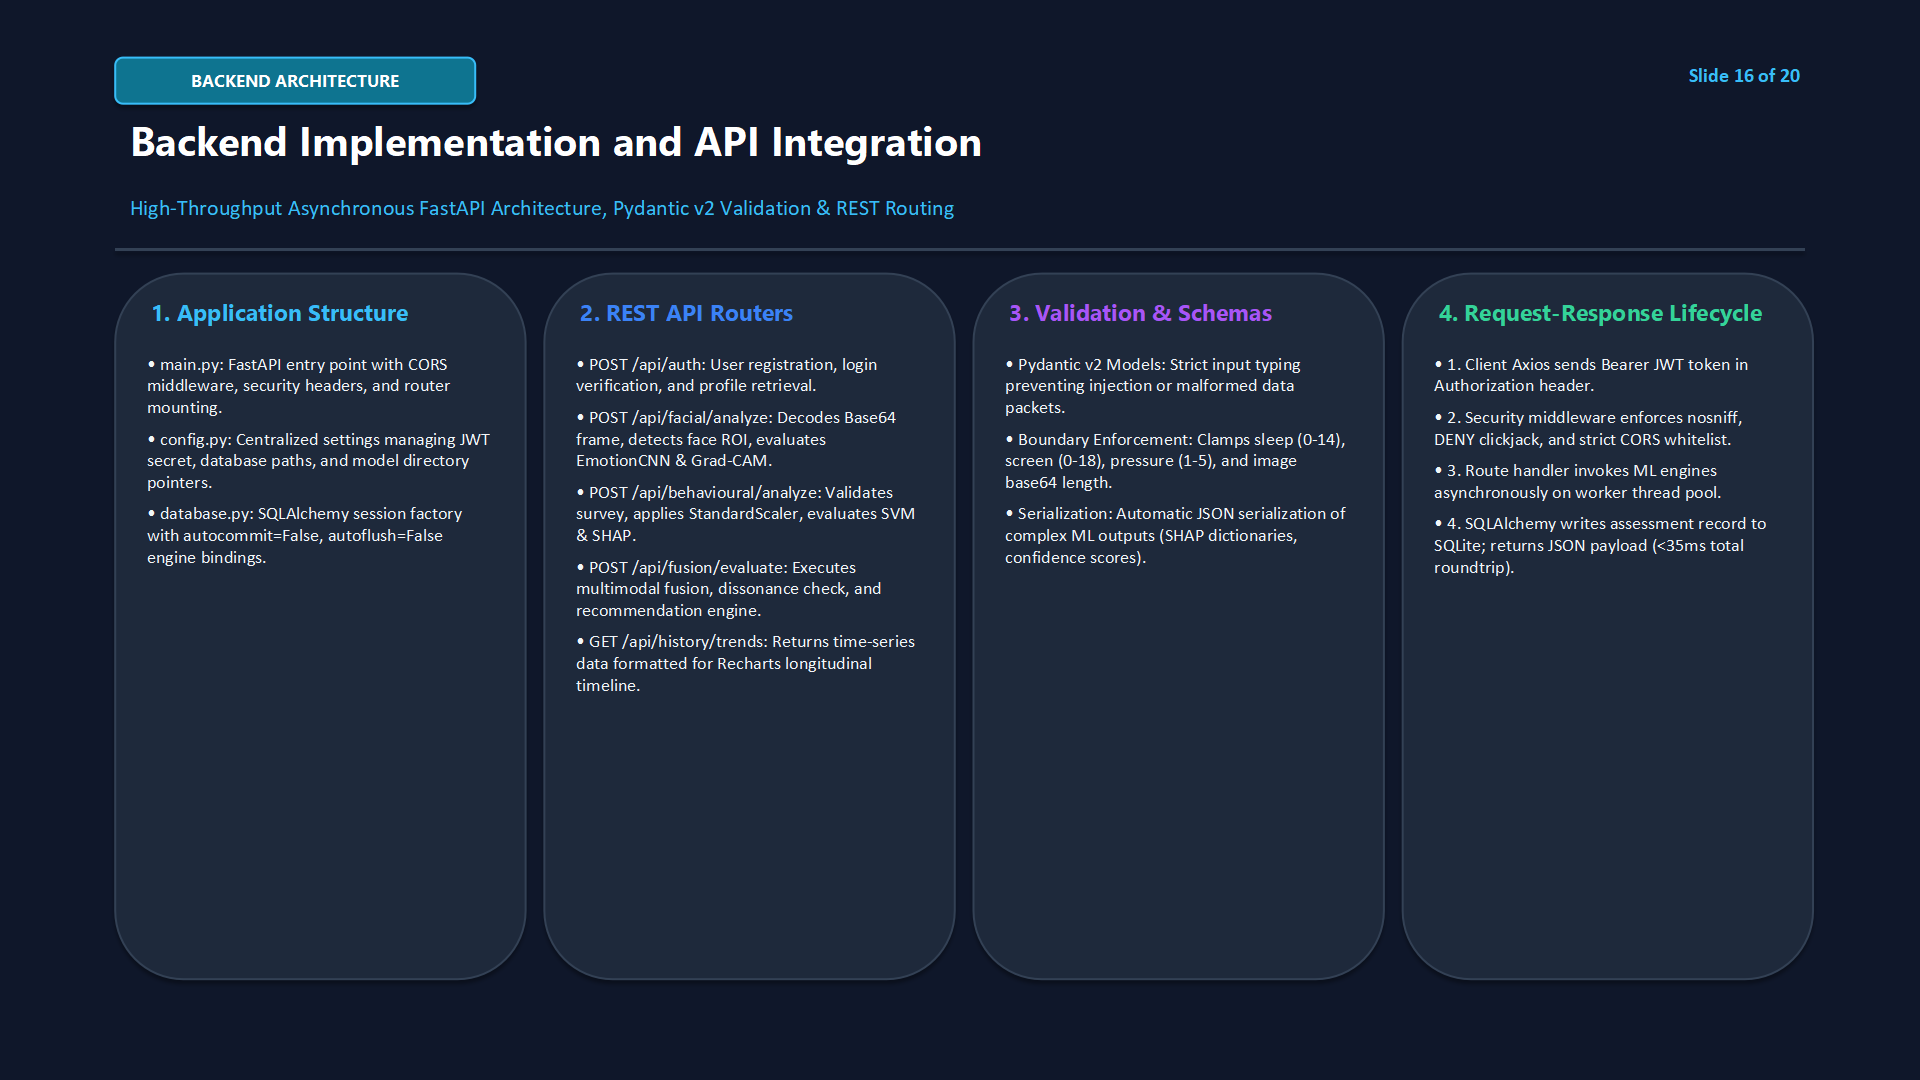 BACKEND ARCHITECTURE
Slide 16 of 20
Backend Implementation and API Integration
High-Throughput Asynchronous FastAPI Architecture, Pydantic v2 Validation & REST Routing
1. Application Structure
• main.py: FastAPI entry point with CORS
middleware, security headers, and router
mounting.
• config.py: Centralized settings managing JWT
secret, database paths, and model directory
pointers.
• database.py: SQLAlchemy session factory
with autocommit=False, autoflush=False
engine bindings.
2. REST API Routers
• POST /api/auth: User registration, login
verification, and profile retrieval.
• POST /api/facial/analyze: Decodes Base64
frame, detects face ROI, evaluates
EmotionCNN & Grad-CAM.
• POST /api/behavioural/analyze: Validates
survey, applies StandardScaler, evaluates SVM
& SHAP.
• POST /api/fusion/evaluate: Executes
multimodal fusion, dissonance check, and
recommendation engine.
• GET /api/history/trends: Returns time-series
data formatted for Recharts longitudinal
timeline.
3. Validation & Schemas
• Pydantic v2 Models: Strict input typing
preventing injection or malformed data
packets.
• Boundary Enforcement: Clamps sleep (0-14),
screen (0-18), pressure (1-5), and image
base64 length.
• Serialization: Automatic JSON serialization of
complex ML outputs (SHAP dictionaries,
confidence scores).
4. Request-Response Lifecycle
• 1. Client Axios sends Bearer JWT token in
Authorization header.
• 2. Security middleware enforces nosniff,
DENY clickjack, and strict CORS whitelist.
• 3. Route handler invokes ML engines
asynchronously on worker thread pool.
• 4. SQLAlchemy writes assessment record to
SQLite; returns JSON payload (<35ms total
roundtrip).